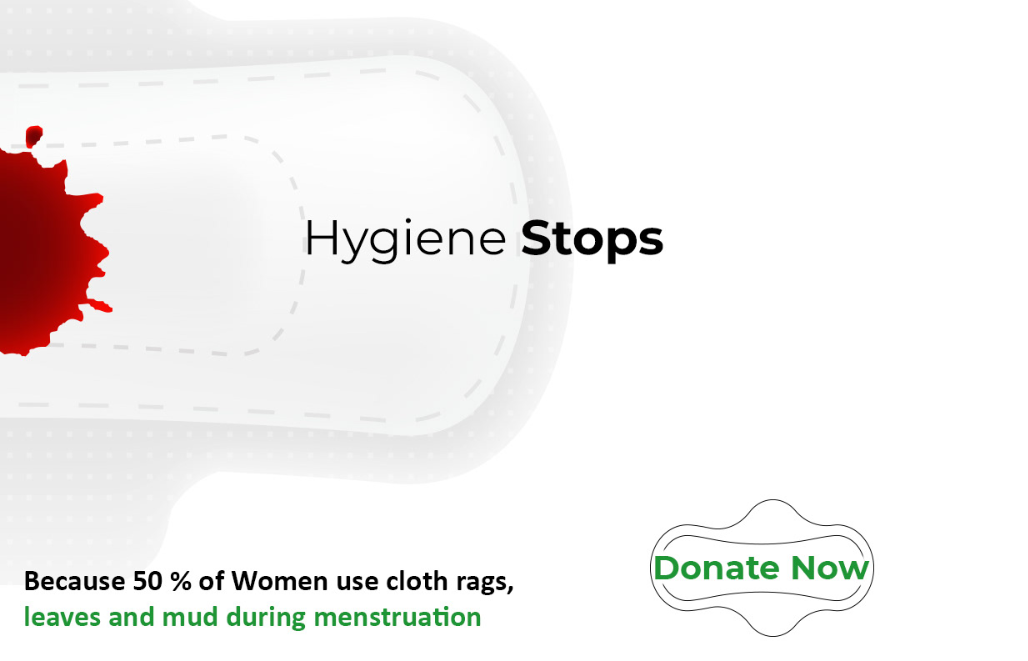 Hygiene Stops
Because 50 % of Women use cloth rags,
leaves and mud during menstruation
Donate Now